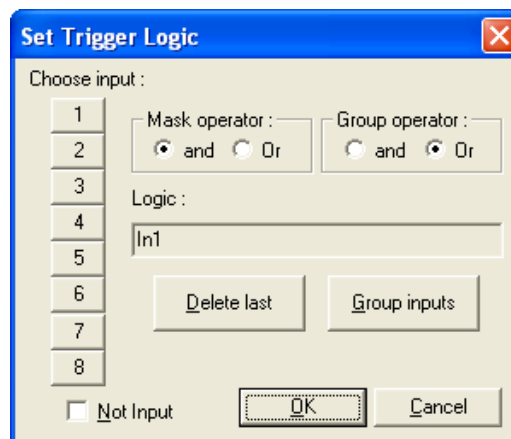 Set Trigger Logic
Choose input :
1
2
3
4
5
6
7
8
Mask operator :
and Or
Group operator :
and Or
Logic :
In1
Delete last
Group inputs
Not Input
OK
Cancel